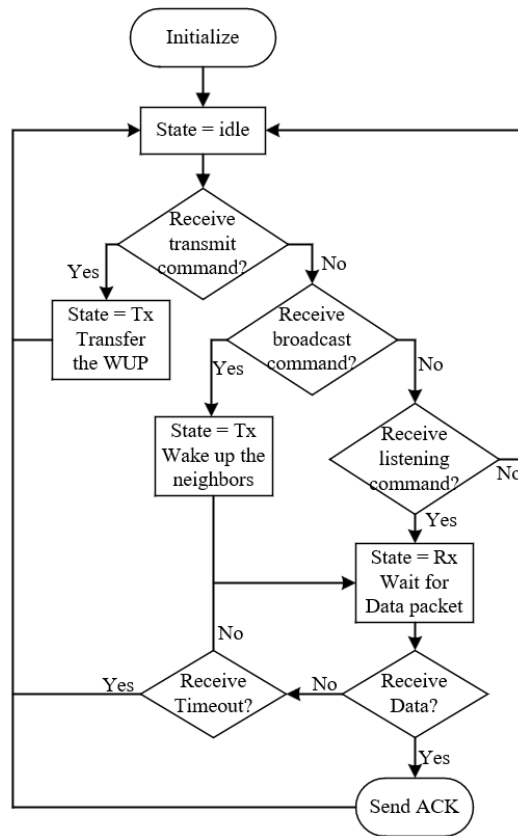 Initialize
State = idle
Receive
transmit
command?
Yes
No
State = Tx
Transfer
the WUP
Receive
broadcast
command?
Yes
No
State = Tx
Wake up the
neighbors
Receive
listening
command?
No
Yes
State = Rx
Wait for
Data packet
No
Receive
Timeout?
Yes
No
Receive
Data?
Yes
Send ACK